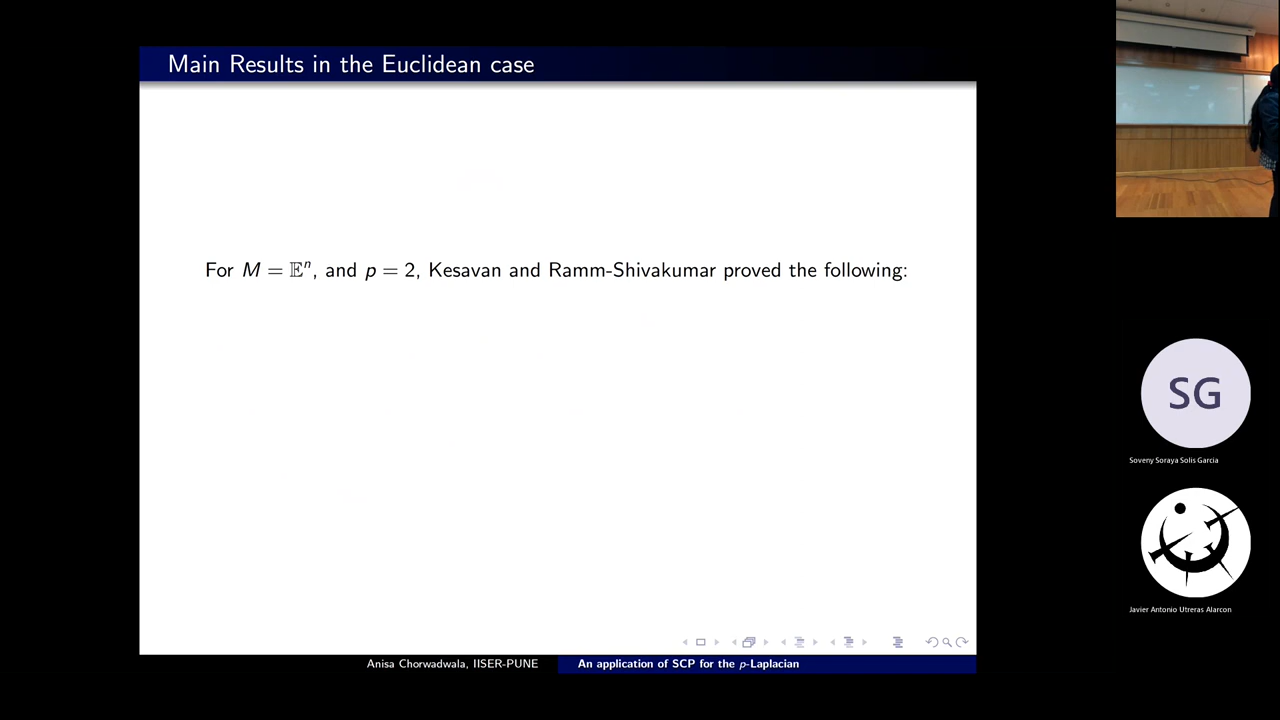 Main Results in the Euclidean case
For M = 𝔼ⁿ, and p = 2, Kesavan and Ramm-Shivakumar proved the following:
Anisa Chorwadwala, IISER-PUNE
An application of SCP for the p-Laplacian
SG
Soveny Soraya Solis Garcia
Javier Antonio Utreras Alarcon